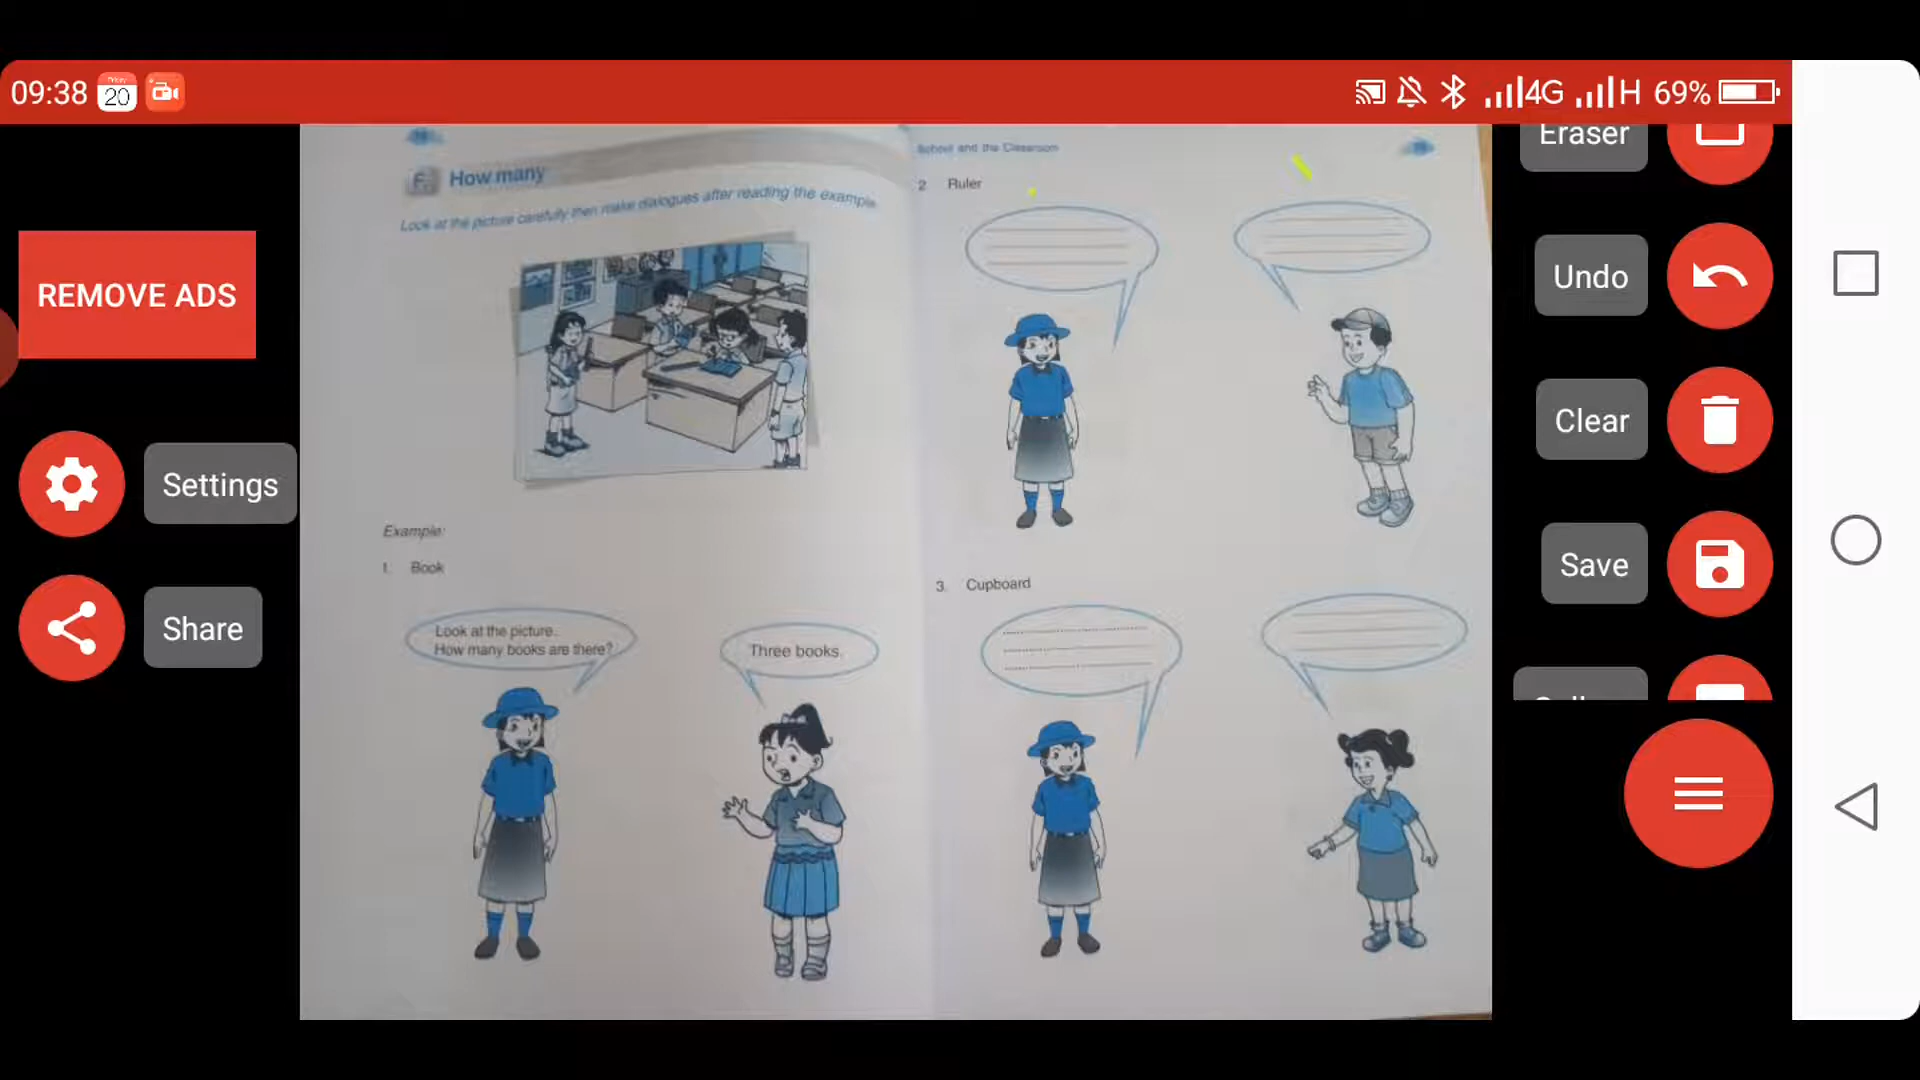 09:38
Friday
20
4G
H 69%
REMOVE ADS
Settings
Share
F.
How many
Look at the picture carefully then make dialogues after reading the example.
Example:
1. Book
Look at the picture.
How many books are there?
Three books.
School and the Classroom
2 Ruler
3. Cupboard
Eraser
Undo
Clear
Save